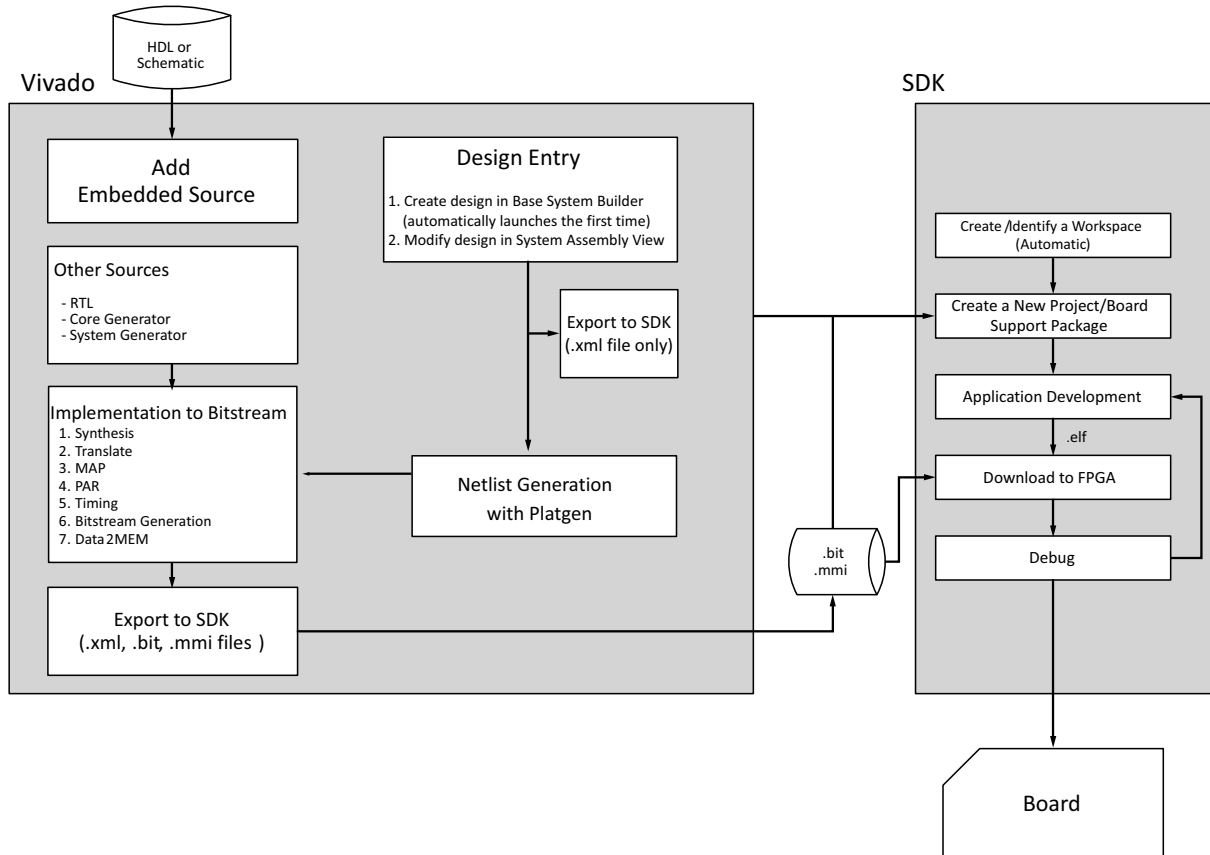 HDL or
Schematic
Vivado
SDK
Add
Embedded Source
Design Entry
1. Create design in Base System Builder
(automatically launches the first time)
2. Modify design in System Assembly View
Other Sources
- RTL
- Core Generator
- System Generator
Export to SDK
(.xml file only)
Implementation to Bitstream
1. Synthesis
2. Translate
3. MAP
4. PAR
5. Timing
6. Bitstream Generation
7. Data2MEM
Netlist Generation
with Platgen
Export to SDK
(.xml, .bit, .mmi files )
.bit
.mmi
Create /Identify a Workspace
(Automatic)
Create a New Project/Board
Support Package
Application Development
.elf
Download to FPGA
Debug
Board